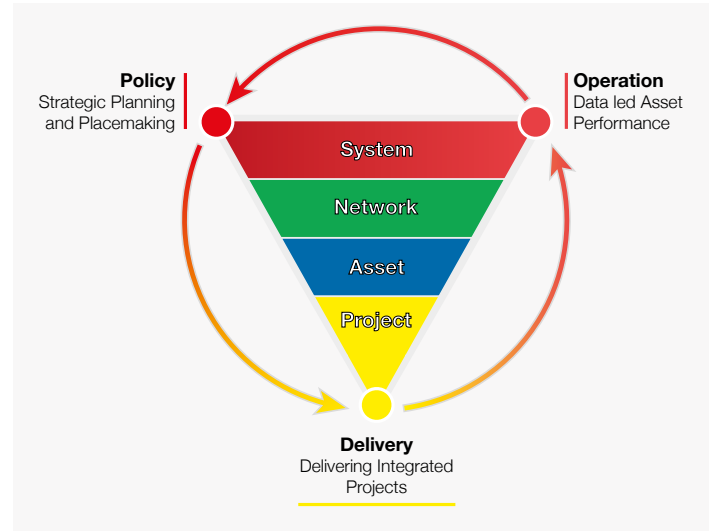 Policy
Strategic Planning
and Placemaking
Operation
Data led Asset
Performance
System
Network
Asset
Project
Delivery
Delivering Integrated
Projects